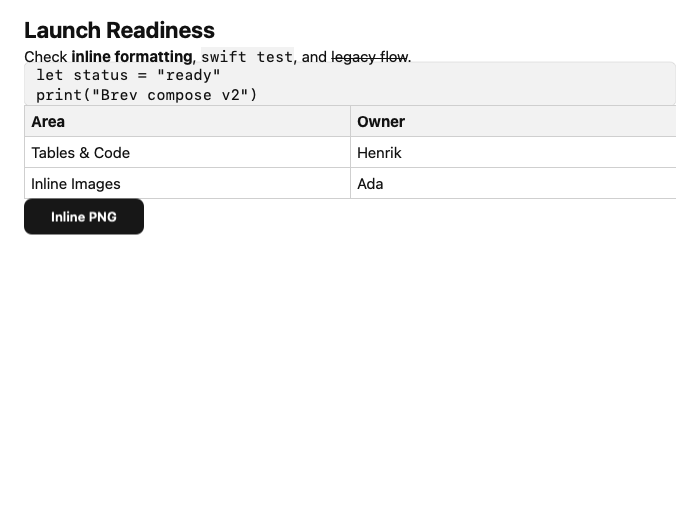 Launch Readiness
Check inline formatting, swift test, and legacy flow.
let status = "ready"
print("Brev compose v2")
Area Owner
Tables & Code Henrik
Inline Images Ada
Inline PNG